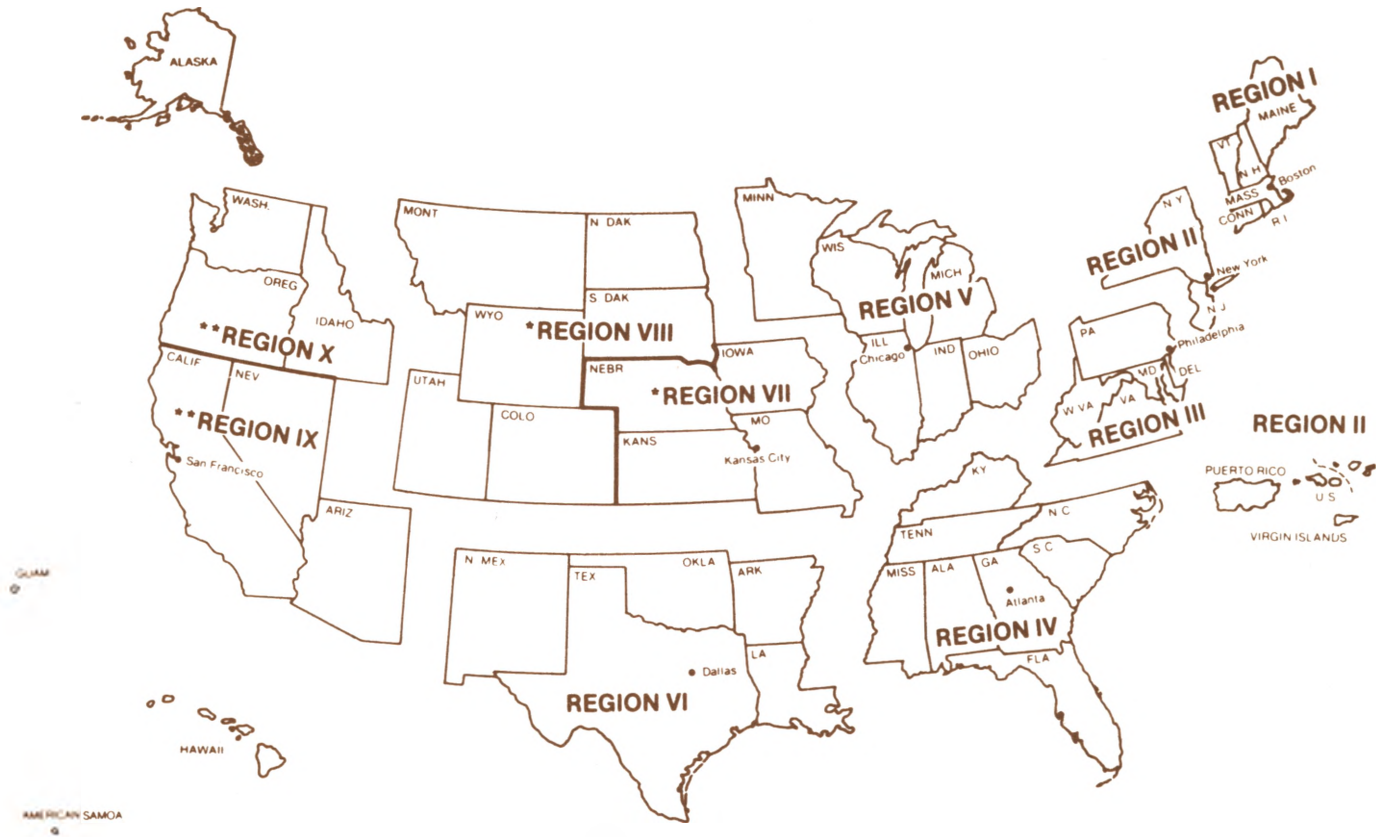 ALASKA
REGION I
MAINE
VT
N H
Boston
MASS
CONN
R I
WASH.
MONT
N DAK
MINN
N Y
WIS
REGION II
MICH
New York
OREG
S DAK
REGION V
N J
IDAHO
WYO
**REGION X
*REGION VIII
PA
Philadelphia
CALIF
NEV
UTAH
NEBR
IOWA
ILL
Chicago
IND
OHIO
MD
DEL
*REGION VII
W VA
VA
**REGION IX
COLO
MO
REGION III
REGION II
KANS
Kansas City
San Francisco
KY
PUERTO RICO
U S
ARIZ
N C
TENN
VIRGIN ISLANDS
S C
N MEX
OKLA
TEX
ARK
MISS
ALA
GA
GUAM
Atlanta
REGION IV
LA
FLA
Dallas
REGION VI
HAWAII
AMERICAN SAMOA